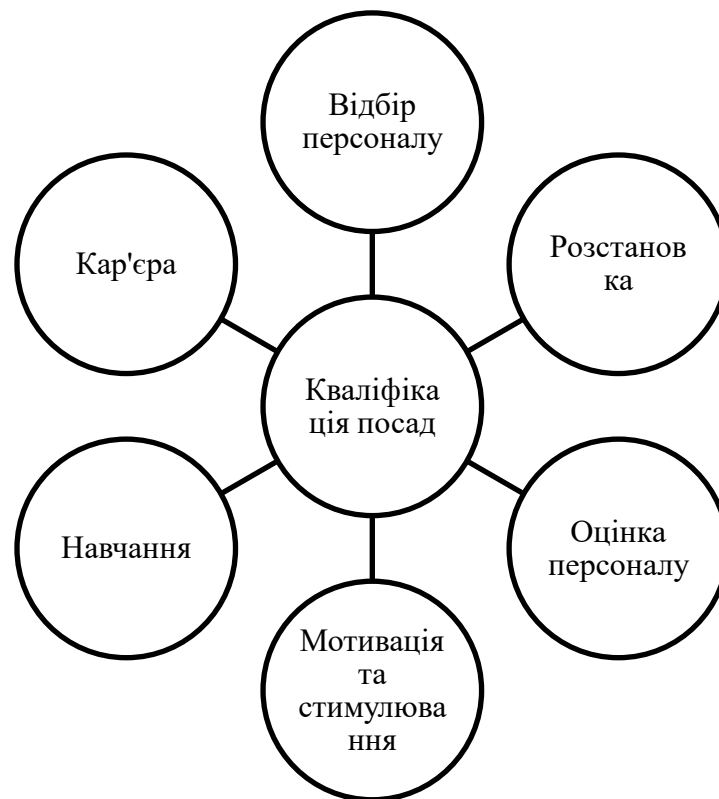 Відбір
персоналу
Розстанов
ка
Оцінка
персоналу
Мотивація
та
стимулюва
ння
Навчання
Кар'єра
Кваліфіка
ція посад